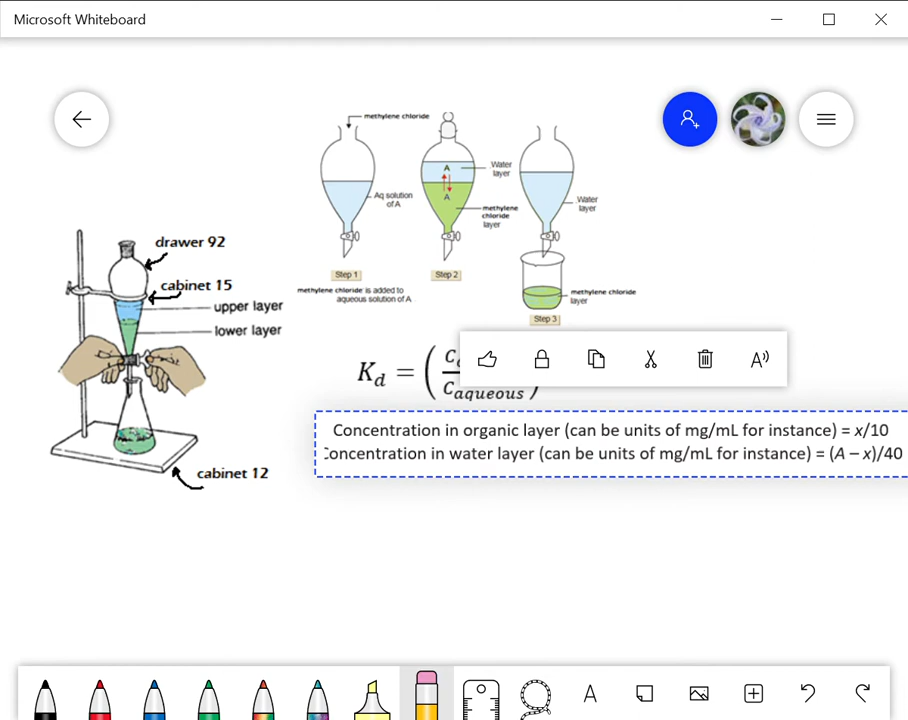 Microsoft Whiteboard
methylene chloride
Aq solution
of A
Step 1
methylene chloride is added to
aqueous solution of A
A
A
Water
layer
methylene
chloride
layer
Step 2
Water
layer
methylene chloride
layer
Step 3
drawer 92
cabinet 15
upper layer
lower layer
cabinet 12
K_d = (C
C_aqueous)
A
Concentration in organic layer (can be units of mg/mL for instance) = x/10
Concentration in water layer (can be units of mg/mL for instance) = (A – x)/40
A